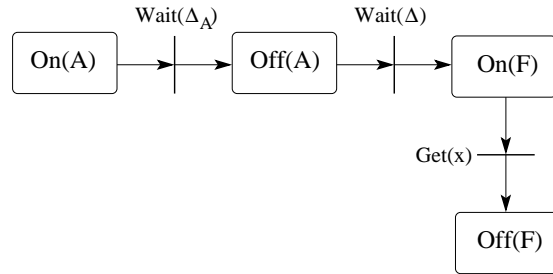 Wait(Δ_A)
Wait(Δ)
On(A)
Off(A)
On(F)
Get(x)
Off(F)